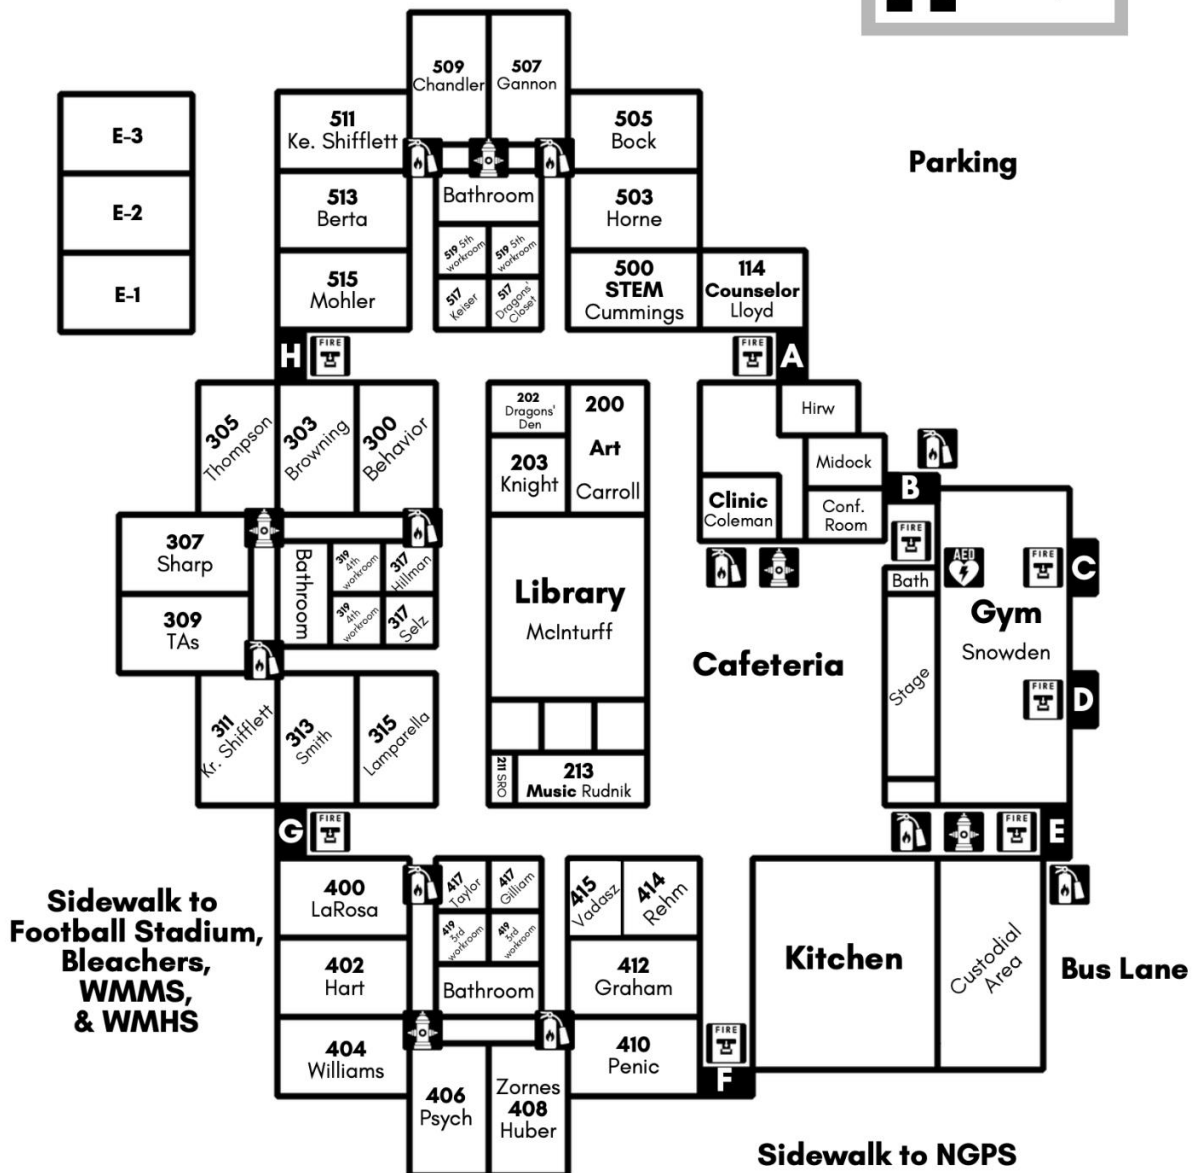 509
Chandler
507
Gannon
511
Ke. Shifflett
505
Bock
E-3
E-2
E-1
Parking
513
Berta
Bathroom
503
Horne
519 5th
workroom
519 5th
workroom
515
Mohler
517
Keiser
517
Dragons'
Closet
500
STEM
Cummings
114
Counselor
Lloyd
H
FIRE
FIRE
A
305
Thompson
303
Browning
300
Behavior
202
Dragons'
Den
200
Art
Carroll
203
Knight
Hirw
Midock
Clinic
Coleman
Conf.
Room
B
FIRE
AED
FIRE
C
307
Sharp
Bathroom
319
4th
workroom
317
Hillman
319
4th
workroom
317
Selz
309
TAs
Library
McInturff
Bath
Gym
Snowden
Cafeteria
Stage
FIRE
D
311
Kr. Shifflett
313
Smith
315
Lamparella
211 SRO
213
Music Rudnik
G
FIRE
FIRE
E
Sidewalk to
Football Stadium,
Bleachers,
WMMS,
& WMHS
400
LaRosa
417
Taylor
417
Gilliam
415
Vadasz
414
Rehm
419
3rd
workroom
419
3rd
workroom
402
Hart
Bathroom
412
Graham
Kitchen
Custodial
Area
Bus Lane
404
Williams
406
Psych
Zornes
408
Huber
410
Penic
FIRE
F
Sidewalk to NGPS